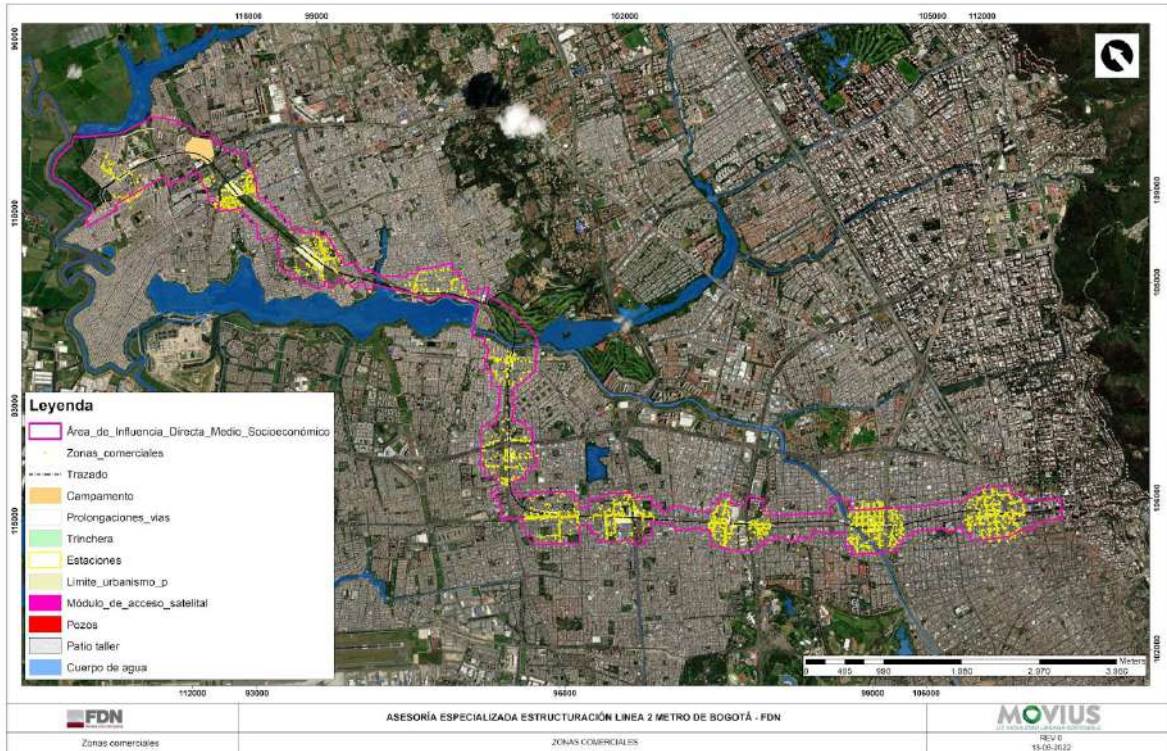 118000 99000 102000 105000 112000
96000
110000
93000
115000
105000
106000
102000
Leyenda
Área_de_Influencia_Directa_Medio_Socioeconómico
Zonas_comerciales
Trazado
Campamento
Prolongaciones_vias
Trinchera
Estaciones
Limite_urbanismo_p
Módulo_de_acceso_satelital
Pozos
Patio taller
Cuerpo de agua
Meters
0 495 990 1.980 2.970 3.960
112000 93000 96000 99000 106000
FDN
ASESORÍA ESPECIALIZADA ESTRUCTURACIÓN LINEA 2 METRO DE BOGOTÁ - FDN
MOVIUS
Zonas comerciales
ZONAS COMERCIALES
REV 0